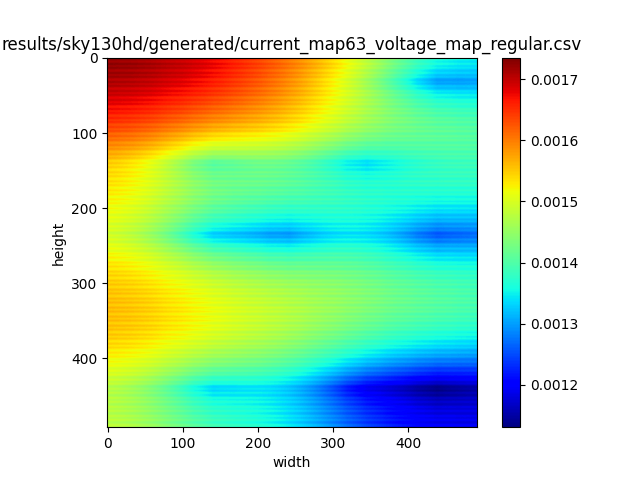 results/sky130hd/generated/current_map63_voltage_map_regular.csv
0
100
200
300
400
height
0 100 200 300 400
width
0.0017
0.0016
0.0015
0.0014
0.0013
0.0012